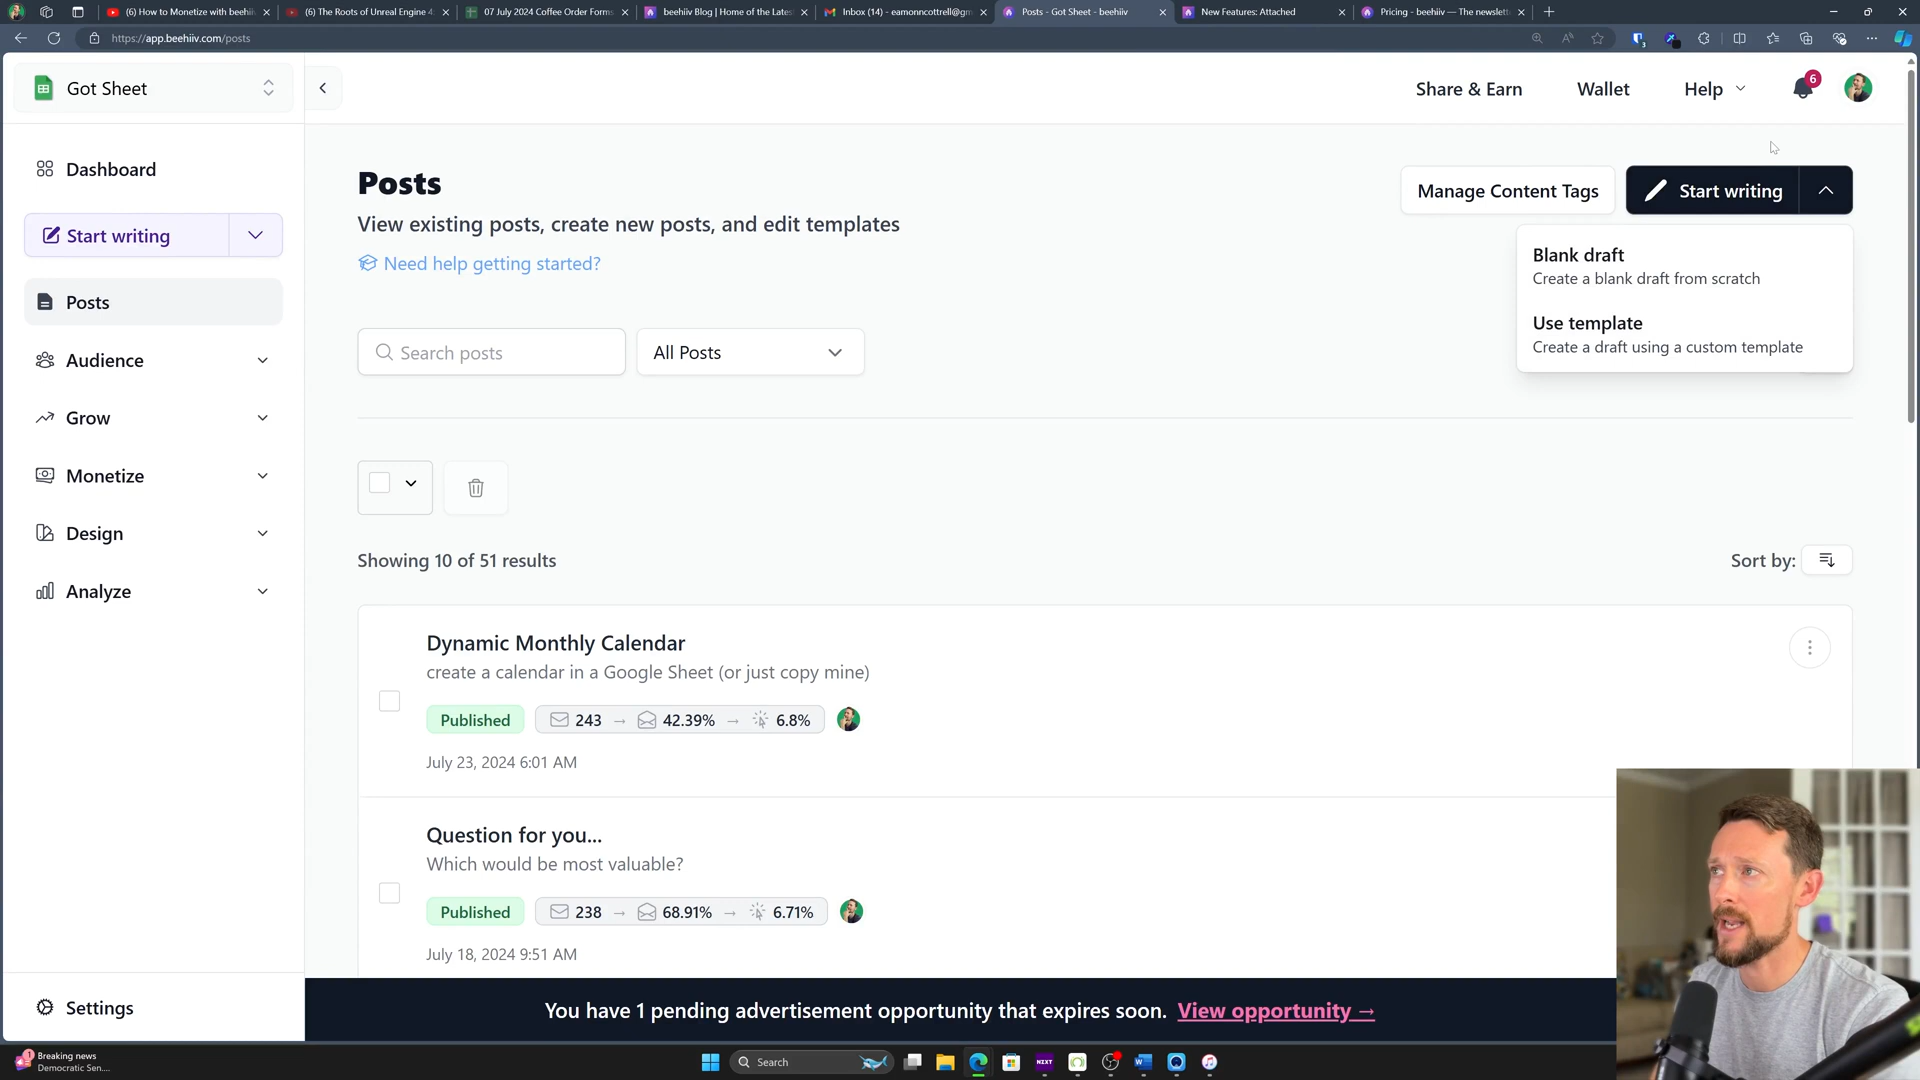 (6) How to Monetize with beehii
(6) The Roots of Unreal Engine 4
07 July 2024 Coffee Order Forms
beehiiv Blog | Home of the Lates
Inbox (14) - eamonncottrell@gm
Posts - Got Sheet - beehiiv
New Features: Attached
Pricing - beehiiv — The newslett
https://app.beehiiv.com/posts
Got Sheet
Share & Earn
Wallet
Help
6
Dashboard
Start writing
Posts
Audience
Grow
Monetize
Design
Analyze
Settings
Posts
View existing posts, create new posts, and edit templates
Need help getting started?
Manage Content Tags
Start writing
Blank draft
Create a blank draft from scratch
Use template
Create a draft using a custom template
Search posts
All Posts
Showing 10 of 51 results
Sort by:
Dynamic Monthly Calendar
create a calendar in a Google Sheet (or just copy mine)
Published
243 → 42.39% → 6.8%
July 23, 2024 6:01 AM
Question for you...
Which would be most valuable?
Published
238 → 68.91% → 6.71%
July 18, 2024 9:51 AM
You have 1 pending advertisement opportunity that expires soon. View opportunity →
1
Breaking news
Democratic Sen....
Search
NEXT